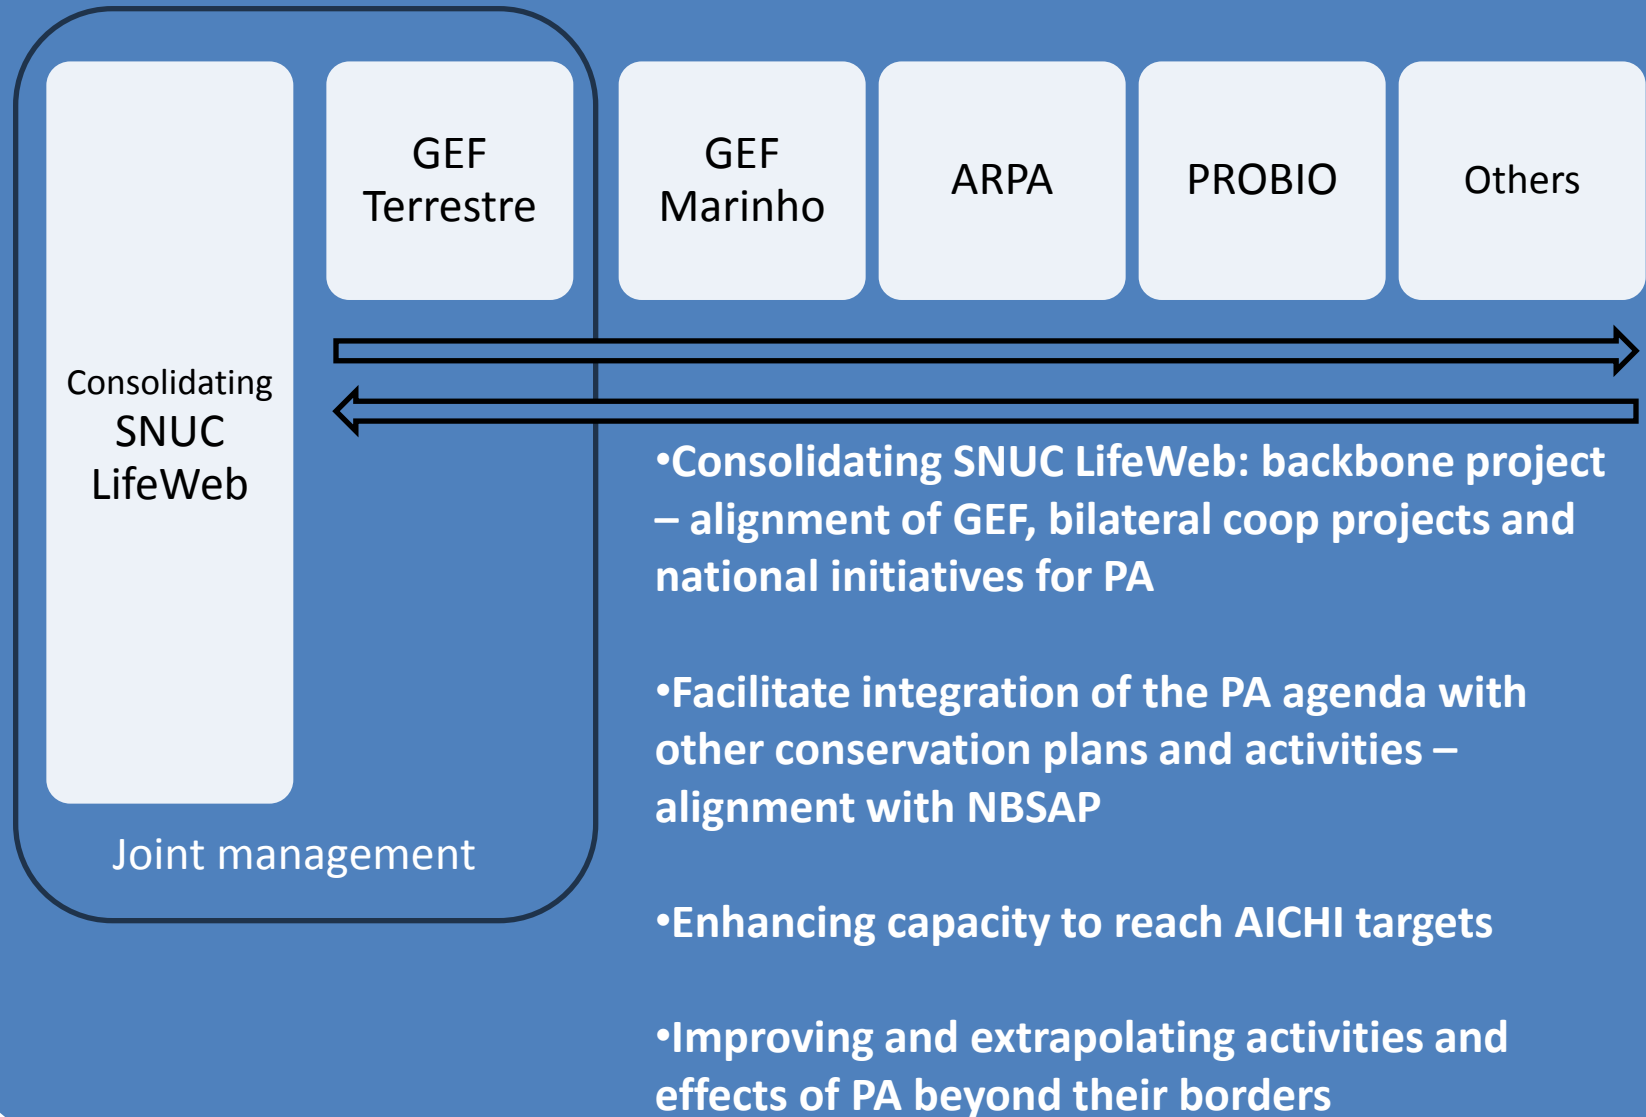 Consolidating
SNUC
LifeWeb
GEF
Terrestre
GEF
Marinho
ARPA
PROBIO
Others
Joint management
•Consolidating SNUC LifeWeb: backbone project
– alignment of GEF, bilateral coop projects and
national initiatives for PA
•Facilitate integration of the PA agenda with
other conservation plans and activities –
alignment with NBSAP
•Enhancing capacity to reach AICHI targets
•Improving and extrapolating activities and
effects of PA beyond their borders